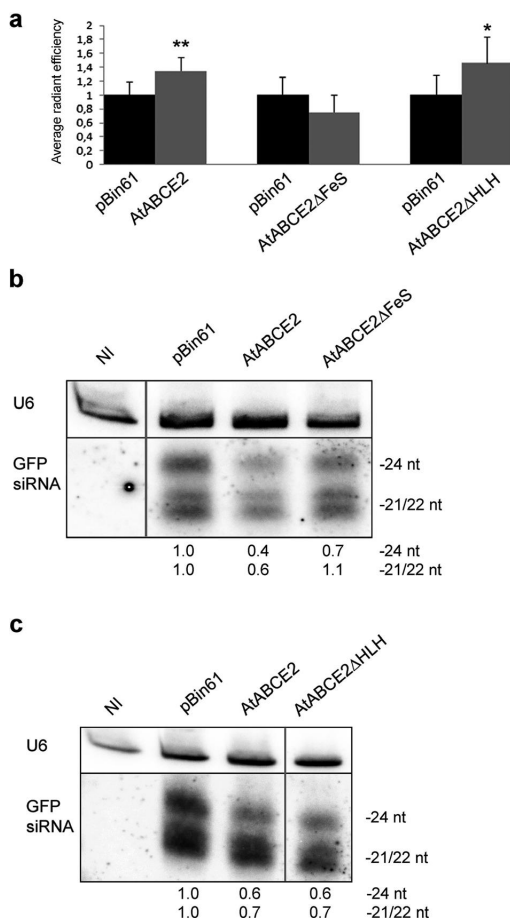 a
Average radiant efficiency
2
1,8
1,6
1,4
1,2
1
0,8
0,6
0,4
0,2
0
**
*
pBin61
AtABCE2
pBin61
AtABCE2ΔFeS
pBin61
AtABCE2ΔHLH
b
NI
pBin61
AtABCE2
AtABCE2ΔFeS
U6
GFP
siRNA
-24 nt
-21/22 nt
1.0 0.4 0.7 -24 nt
1.0 0.6 1.1 -21/22 nt
c
NI
pBin61
AtABCE2
AtABCE2ΔHLH
U6
GFP
siRNA
-24 nt
-21/22 nt
1.0 0.6 0.6 -24 nt
1.0 0.7 0.7 -21/22 nt